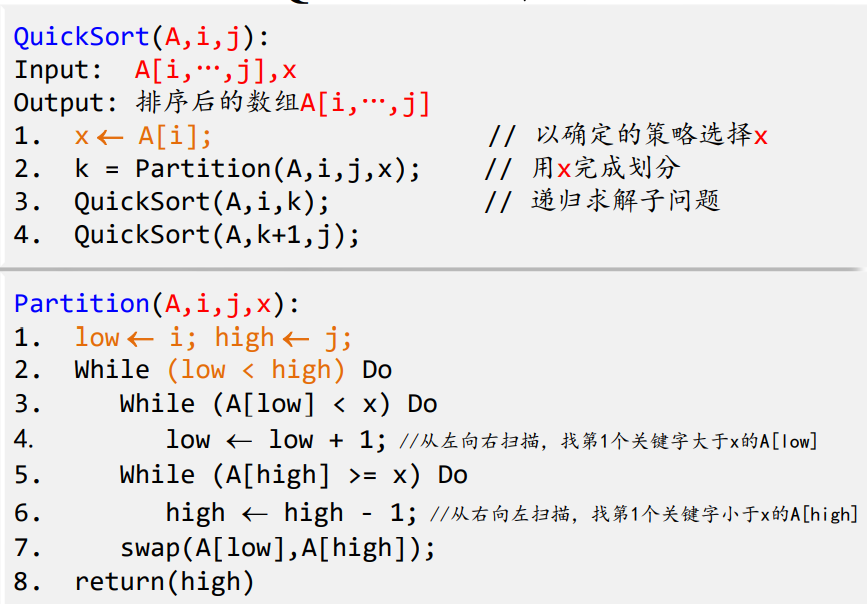 QuickSort(A,i,j):
Input: A[i,⋯,j],x
Output: 排序后的数组A[i,⋯,j]
1. x← A[i]; // 以确定的策略选择x
2. k = Partition(A,i,j,x); // 用x完成划分
3. QuickSort(A,i,k); // 递归求解子问题
4. QuickSort(A,k+1,j);
Partition(A,i,j,x):
1. low← i; high← j;
2. While (low < high) Do
3. While (A[low] < x) Do
4. low ← low + 1; //从左向右扫描，找第1个关键字大于x的A[low]
5. While (A[high] >= x) Do
6. high ← high - 1; //从右向左扫描，找第1个关键字小于x的A[high]
7. swap(A[low],A[high]);
8. return(high)